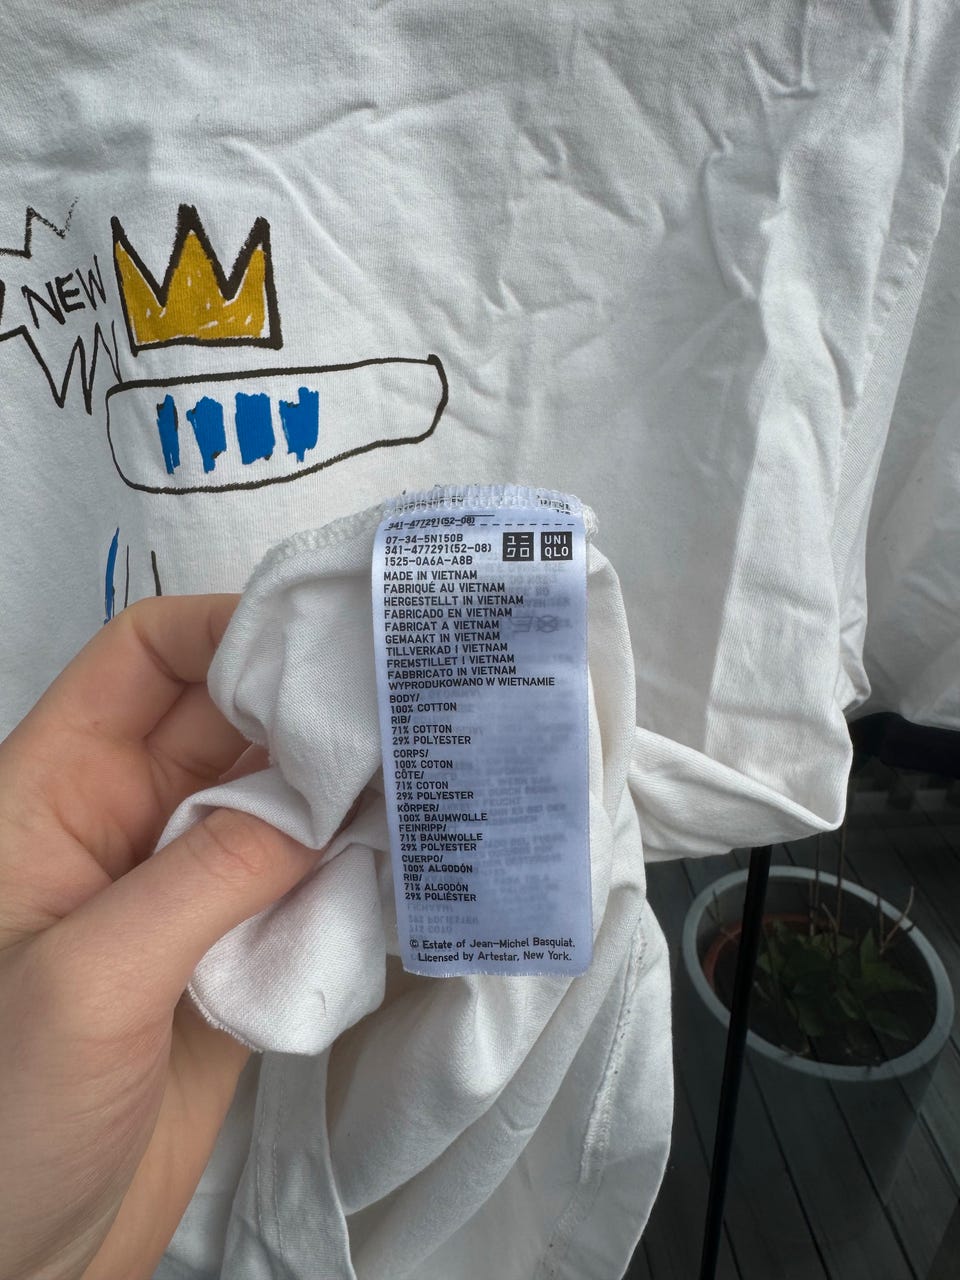 NEW
341-477291(52-08)
07-34-5N150B
341-477291(52-08)
1525-0A6A-A8B
ユニ
クロ
UNI
QLO
MADE IN VIETNAM
FABRIQUÉ AU VIETNAM
HERGESTELLT IN VIETNAM
FABRICADO EN VIETNAM
FABRICAT A VIETNAM
GEMAAKT IN VIETNAM
TILLVERKAD I VIETNAM
FREMSTILLET I VIETNAM
FABBRICATO IN VIETNAM
WYPRODUKOWANO W WIETNAMIE
BODY/
100% COTTON
RIB/
71% COTTON
29% POLYESTER
CORPS/
100% COTON
CÔTE/
71% COTON
29% POLYESTER
KÖRPER/
100% BAUMWOLLE
FEINRIPP/
71% BAUMWOLLE
29% POLYESTER
CUERPO/
100% ALGODÓN
RIB/
71% ALGODÓN
29% POLIÉSTER
© Estate of Jean-Michel Basquiat.
Licensed by Artestar, New York.